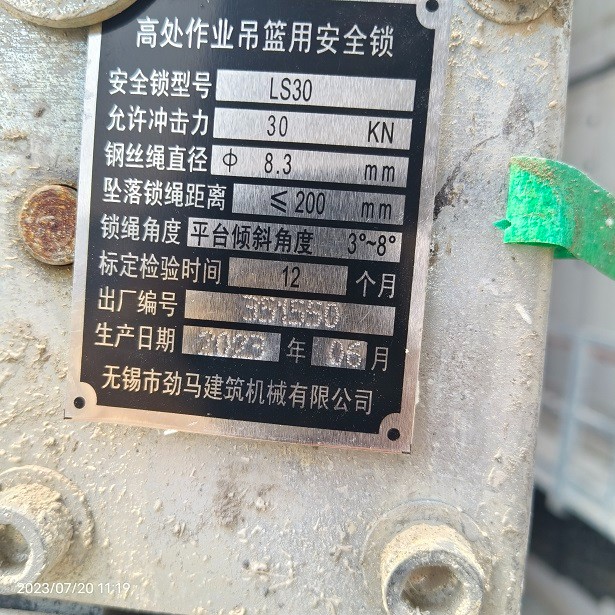 高处作业吊篮用安全锁
安全锁型号 LS30
允许冲击力 30 KN
钢丝绳直径 φ 8.3 mm
坠落锁绳距离 ≤200 mm
锁绳角度 平台倾斜角度 3°~8°
标定检验时间 12 个月
出厂编号 391580
生产日期 2023 年 06 月
无锡市劲马建筑机械有限公司
2023/07/20 11:19